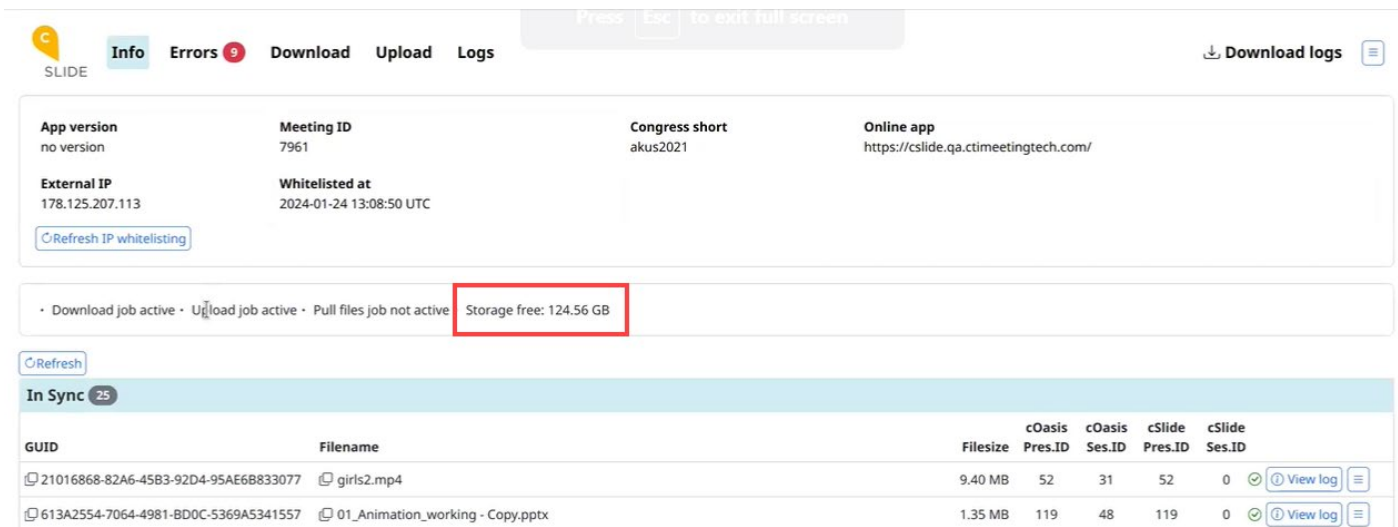 Press Esc to exit full screen
C
SLIDE
Info Errors 9 Download Upload Logs Download logs
App version Meeting ID Congress short Online app
no version 7961 akus2021 https://cslide.qa.ctimeetingtech.com/
External IP Whitelisted at
178.125.207.113 2024-01-24 13:08:50 UTC
Refresh IP whitelisting
· Download job active · Upload job active · Pull files job not active Storage free: 124.56 GB
Refresh
In Sync 25
cOasis cOasis cSlide cSlide
GUID Filename Filesize Pres.ID Ses.ID Pres.ID Ses.ID
21016868-82A6-45B3-92D4-95AE6B833077 girls2.mp4 9.40 MB 52 31 52 0 View log
613A2554-7064-4981-BD0C-5369A5341557 01_Animation_working - Copy.pptx 1.35 MB 119 48 119 0 View log